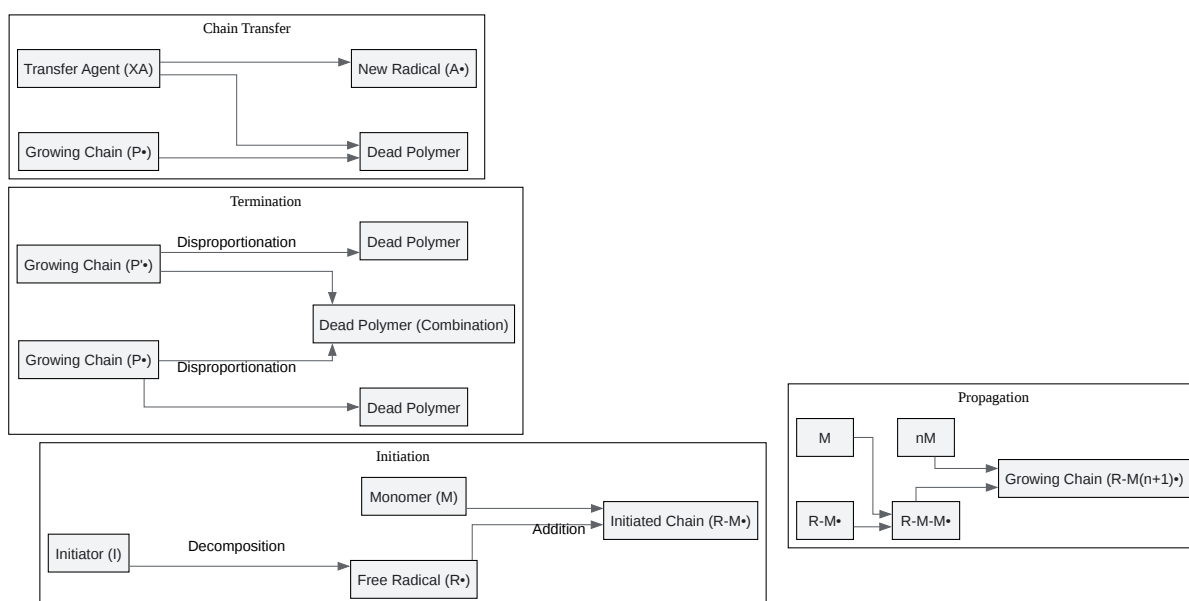 Chain Transfer
Transfer Agent (XA)
New Radical (A•)
Growing Chain (P•)
Dead Polymer
Termination
Disproportionation
Dead Polymer
Growing Chain (P'•)
Dead Polymer (Combination)
Growing Chain (P•)
Disproportionation
Dead Polymer
Initiation
Monomer (M)
Initiated Chain (R-M•)
Addition
Decomposition
Initiator (I)
Free Radical (R•)
Propagation
M
nM
Growing Chain (R-M(n+1)•)
R-M•
R-M-M•